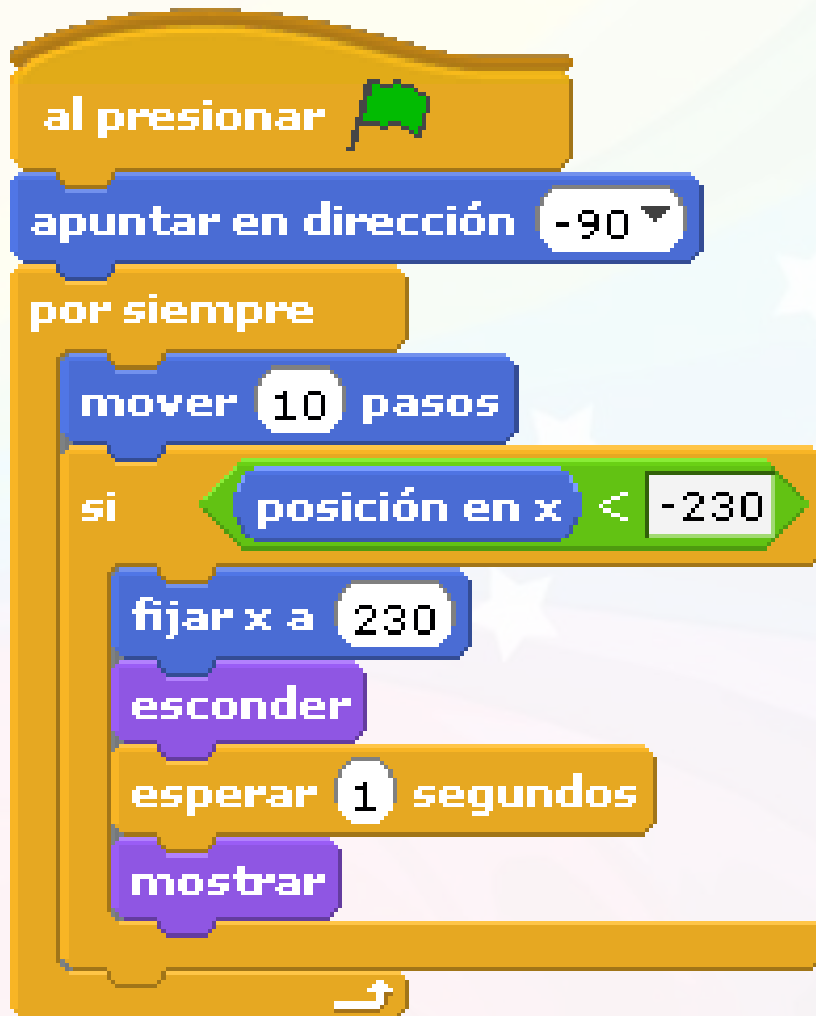 al presionar
apuntar en dirección -90
por siempre
mover 10 pasos
si posición en x < -230
fijar x a 230
esconder
esperar 1 segundos
mostrar